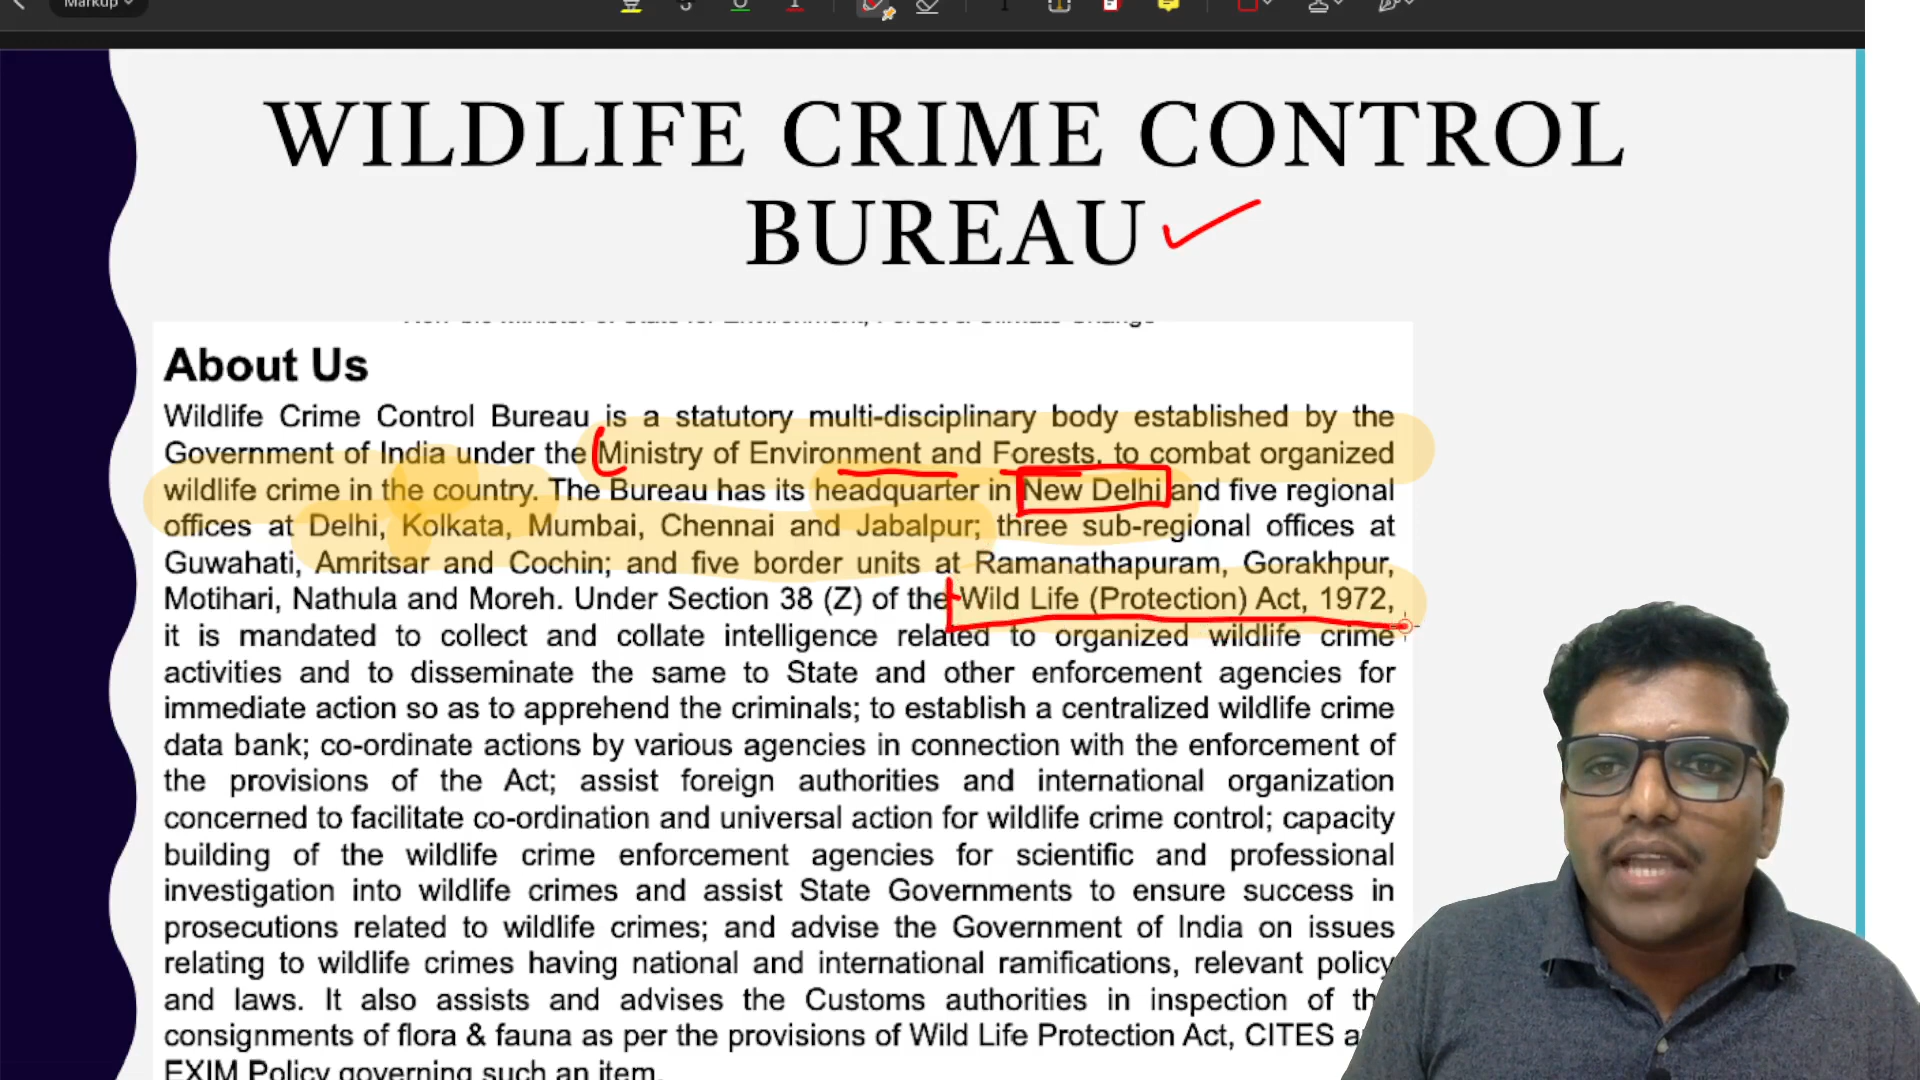 Markup
WILDLIFE CRIME CONTROL
BUREAU
About Us
Wildlife Crime Control Bureau is a statutory multi-disciplinary body established by the
Government of India under the Ministry of Environment and Forests, to combat organized
wildlife crime in the country. The Bureau has its headquarter in New Delhi and five regional
offices at Delhi, Kolkata, Mumbai, Chennai and Jabalpur; three sub-regional offices at
Guwahati, Amritsar and Cochin; and five border units at Ramanathapuram, Gorakhpur,
Motihari, Nathula and Moreh. Under Section 38 (Z) of the Wild Life (Protection) Act, 1972,
it is mandated to collect and collate intelligence related to organized wildlife crime
activities and to disseminate the same to State and other enforcement agencies for
immediate action so as to apprehend the criminals; to establish a centralized wildlife crime
data bank; co-ordinate actions by various agencies in connection with the enforcement of
the provisions of the Act; assist foreign authorities and international organization
concerned to facilitate co-ordination and universal action for wildlife crime control; capacity
building of the wildlife crime enforcement agencies for scientific and professional
investigation into wildlife crimes and assist State Governments to ensure success in
prosecutions related to wildlife crimes; and advise the Government of India on issues
relating to wildlife crimes having national and international ramifications, relevant policy
and laws. It also assists and advises the Customs authorities in inspection of
consignments of flora & fauna as per the provisions of Wild Life Protection Act, CITES
EXIM Policy governing such an item.